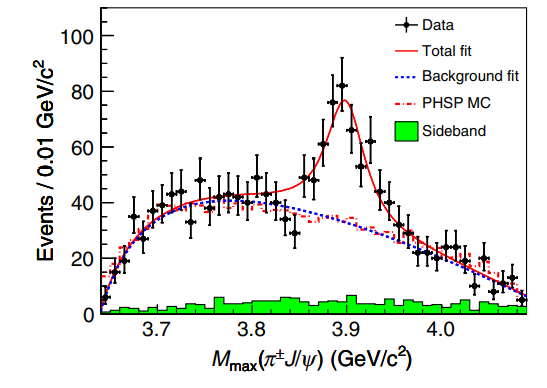 Events / 0.01 GeV/c²
100
80
60
40
20
0
Data
Total fit
Background fit
PHSP MC
Sideband
3.7 3.8 3.9 4.0
Mmax(π±J/ψ) (GeV/c²)